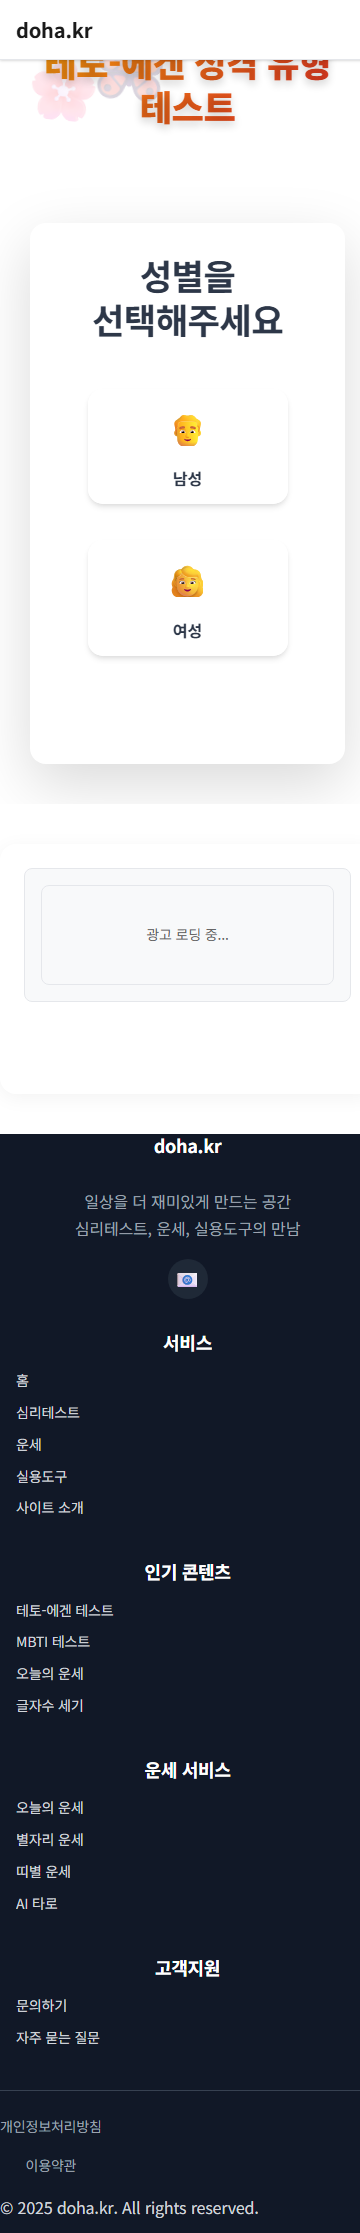 doha.kr
테토-에겐 성격 유형
테스트
성별을
선택해주세요
남성
여성
광고 로딩 중...
doha.kr
일상을 더 재미있게 만드는 공간
심리테스트, 운세, 실용도구의 만남
서비스
홈
심리테스트
운세
실용도구
사이트 소개
인기 콘텐츠
테토-에겐 테스트
MBTI 테스트
오늘의 운세
글자수 세기
운세 서비스
오늘의 운세
별자리 운세
띠별 운세
AI 타로
고객지원
문의하기
자주 묻는 질문
개인정보처리방침
이용약관
© 2025 doha.kr. All rights reserved.